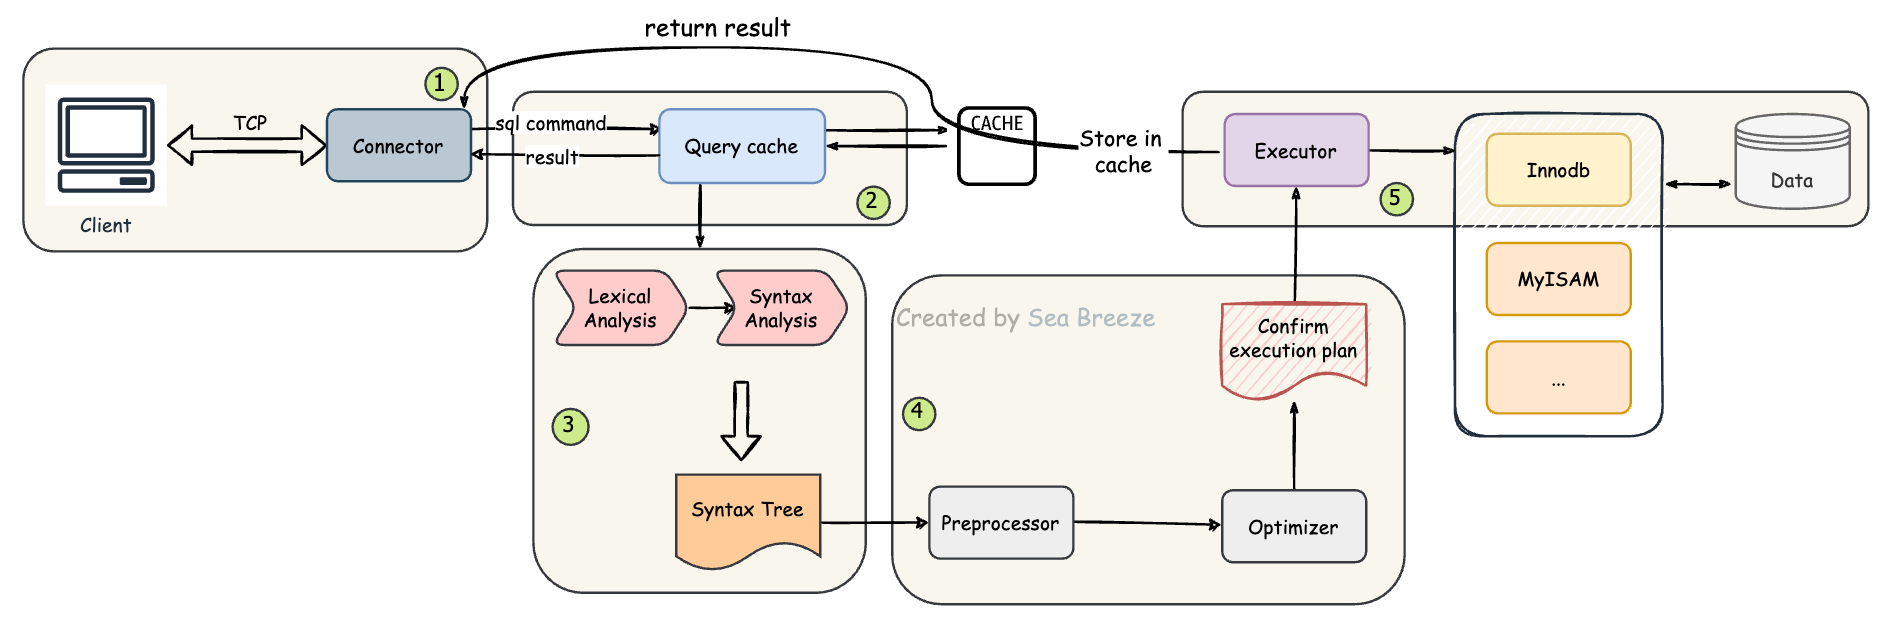 return result
1
TCP
Connector
Client
sql command
result
Query cache
2
CACHE
Store in
cache
Executor
5
Innodb
MyISAM
...
Data
Lexical
Analysis
Syntax
Analysis
3
Syntax Tree
Created by Sea Breeze
4
Confirm
execution plan
Preprocessor
Optimizer